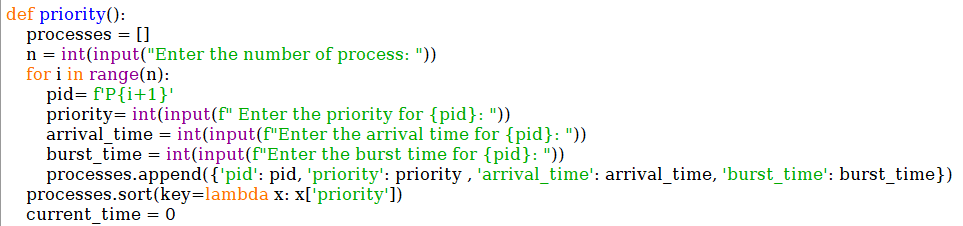 def priority():
    processes = []
    n = int(input("Enter the number of process: "))
    for i in range(n):
        pid= f'P{i+1}'
        priority= int(input(f" Enter the priority for {pid}: "))
        arrival_time = int(input(f"Enter the arrival time for {pid}: "))
        burst_time = int(input(f"Enter the burst time for {pid}: "))
        processes.append({'pid': pid, 'priority': priority , 'arrival_time': arrival_time, 'burst_time': burst_time})
    processes.sort(key=lambda x: x['priority'])
    current_time = 0